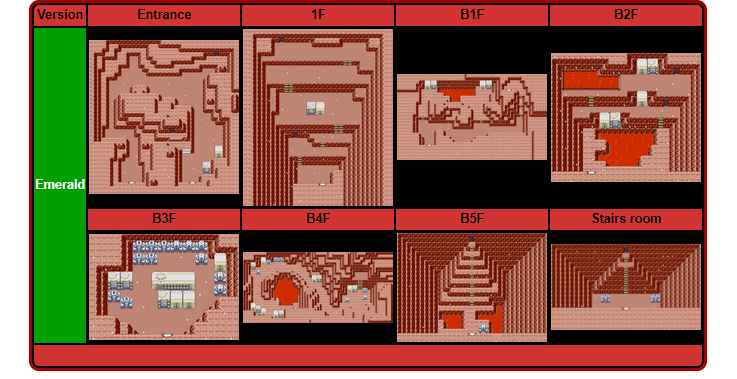 Version Entrance 1F B1F B2F
Emerald
B3F B4F B5F Stairs room